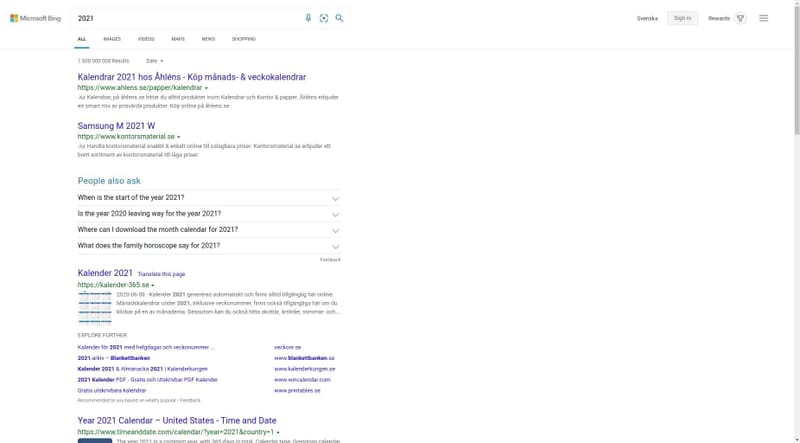 Microsoft Bing
2021
Svenska
Sign in
Rewards
ALL IMAGES VIDEOS MAPS NEWS SHOPPING
1 500 000 000 Results Date
Kalendrar 2021 hos Åhléns - Köp månads- & veckokalendrar
https://www.ahlens.se/papper/kalendrar
Ad Kalendrar, på åhlens.se hittar du alltid produkter inom Kalendrar och Kontor & papper. Åhléns erbjuder
en smart mix av prisvärda produkter. Köp online på åhlens.se
Samsung M 2021 W
https://www.kontorsmaterial.se
Ad Handla kontorsmaterial snabbt & enkelt online till oslagbara priser. Kontorsmaterial.se erbjuder ett
brett sortiment av kontorsmaterial till låga priser
People also ask
When is the start of the year 2021?
Is the year 2020 leaving way for the year 2021?
Where can I download the month calendar for 2021?
What does the family horoscope say for 2021?
Feedback
Kalender 2021 Translate this page
https://kalender-365.se
2020-06-08 · Kalender 2021 genereras automatiskt och finns alltid tillgänglig här online.
Månadskalendrar under 2021, inklusive veckonummer, finns också tillgängliga här om du
klickar på en av månaderna. Dessutom kan du också hitta skottår, årstider, sommar- och...
EXPLORE FURTHER
Kalender för 2021 med helgdagar och veckonummer ... veckonr.se
2021-arkiv – Blankettbanken www.blankettbanken.se
Kalender 2021 & Almanacka 2021 | Kalenderkungen www.kalenderkungen.se
2021 Kalender PDF - Gratis och Utskrivbar PDF Kalender www.wincalendar.com
Gratis utskrivbara kalendrar www.printables.se
Recommended to you based on what's popular • Feedback
Year 2021 Calendar – United States - Time and Date
https://www.timeanddate.com/calendar/?year=2021&country=1
The year 2021 is a common year, with 365 days in total. Calendar type: Gregorian calendar